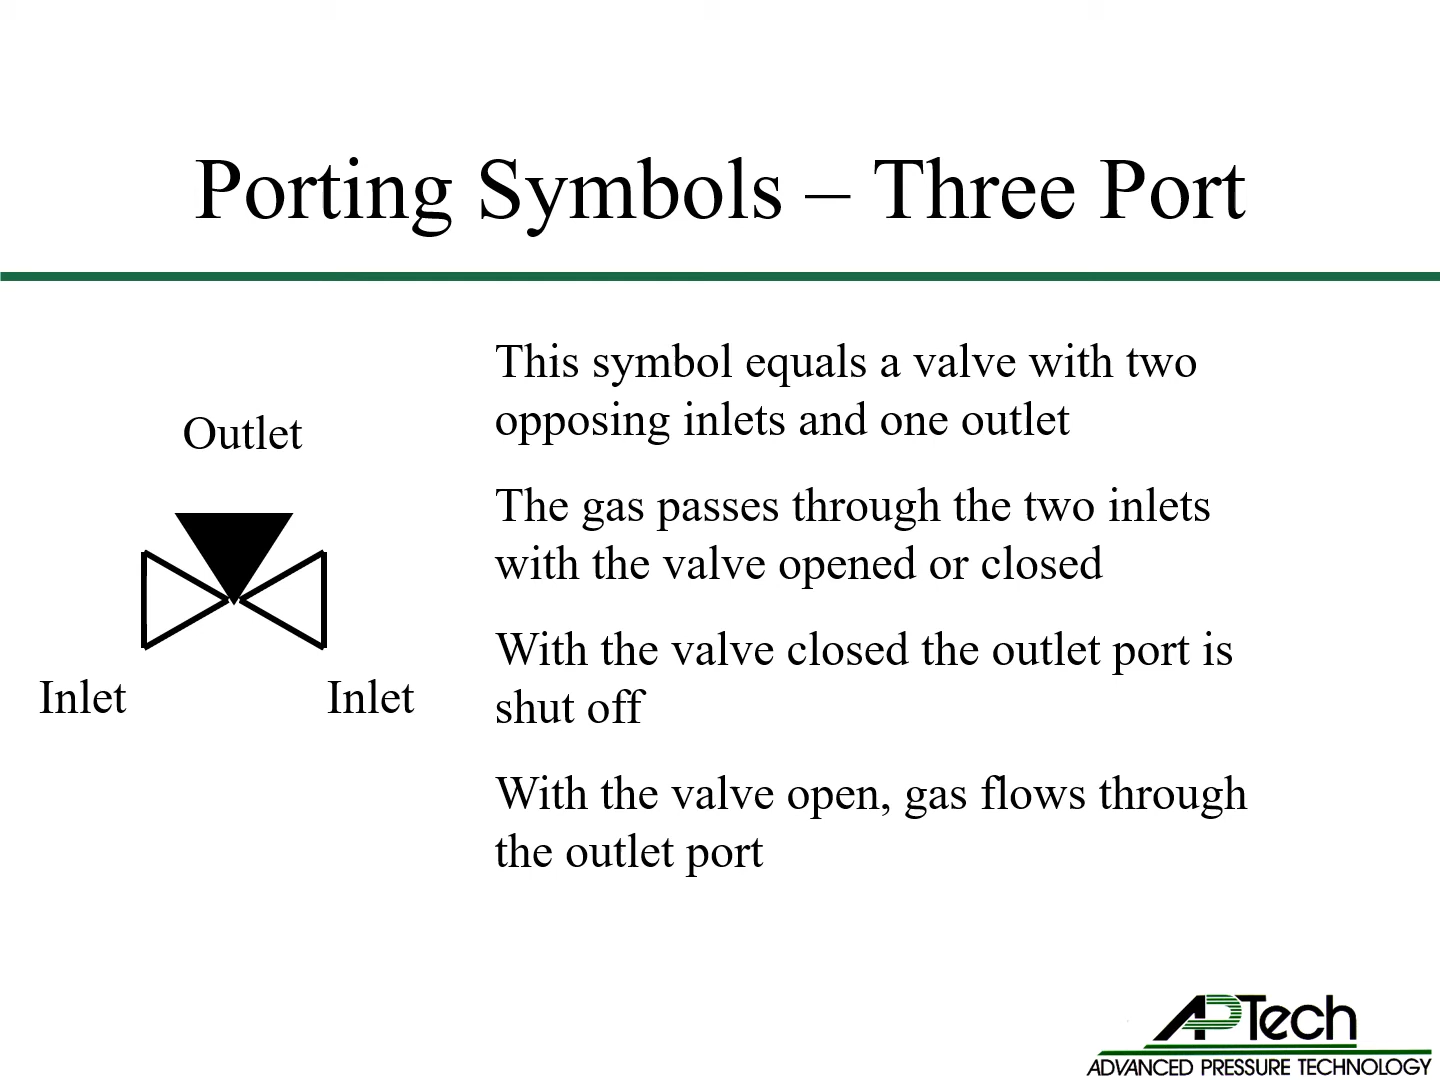 Porting Symbols – Three Port
This symbol equals a valve with two
opposing inlets and one outlet
Outlet
The gas passes through the two inlets
with the valve opened or closed
With the valve closed the outlet port is
shut off
Inlet
Inlet
With the valve open, gas flows through
the outlet port
APTech
ADVANCED PRESSURE TECHNOLOGY